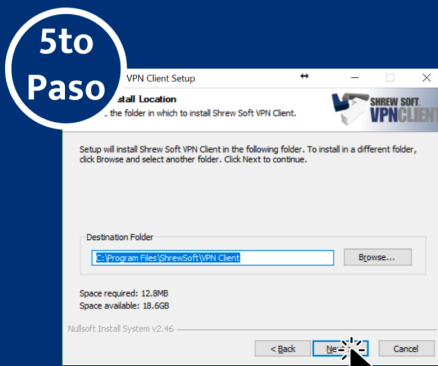 5to
Paso
VPN Client Setup
stall Location
the folder in which to install Shrew Soft VPN Client.
SHREW SOFT
VPNCLIENT
Setup will install Shrew Soft VPN Client in the following folder. To install in a different folder,
click Browse and select another folder. Click Next to continue.
Destination Folder
C:\Program Files\ShrewSoft\VPN Client
Browse...
Space required: 12.8MB
Space available: 18.6GB
Nullsoft Install System v2.46
< Back
Cancel